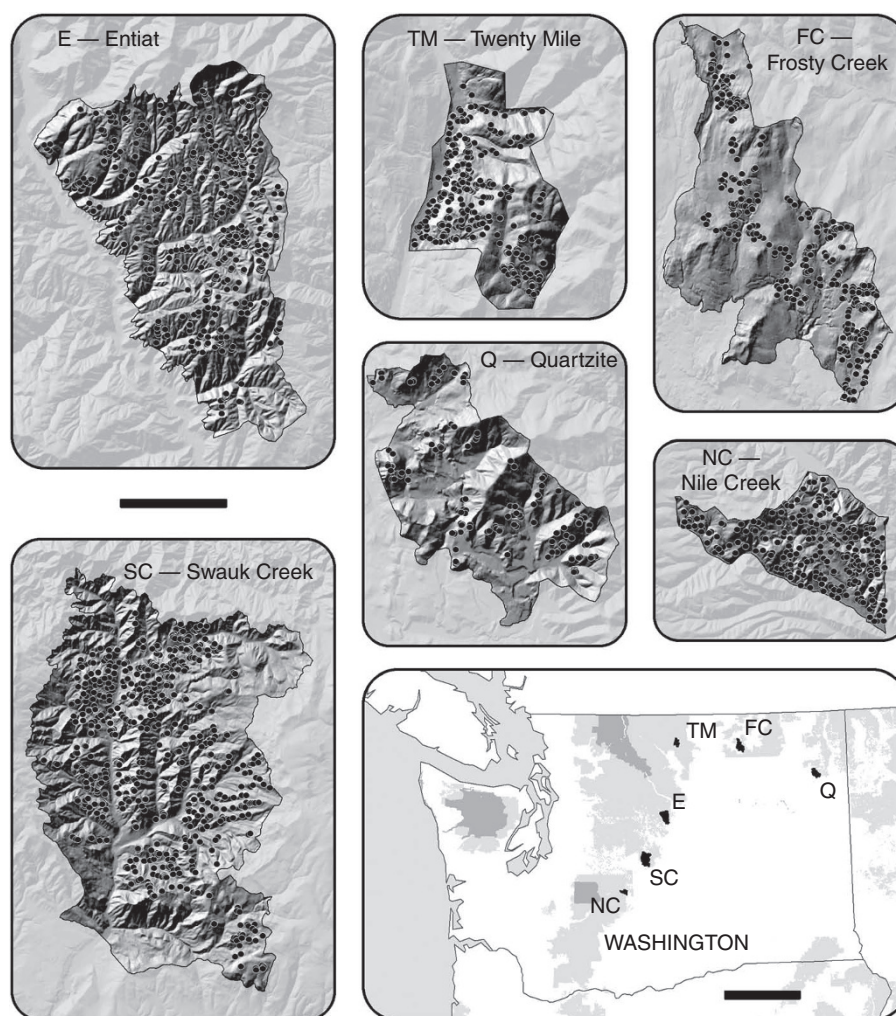 E — Entiat
TM — Twenty Mile
FC —
Frosty Creek
Q — Quartzite
NC —
Nile Creek
SC — Swauk Creek
TM
FC
Q
E
SC
NC
WASHINGTON